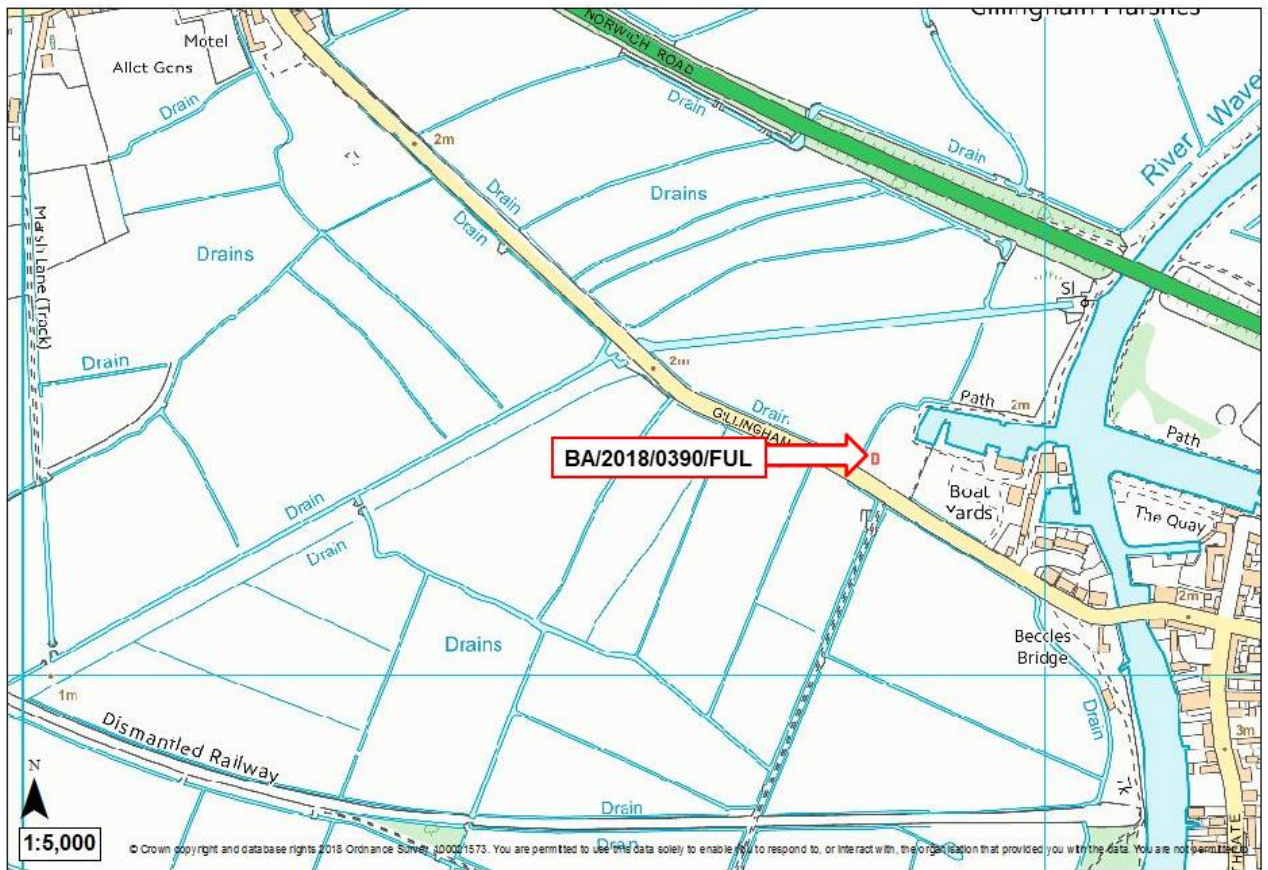 Gillingham Marshes
NORWICH ROAD
Motel
Allot Gdns
Drain
Drain
2m
Drain
River Wave
Drain
Drain
Drains
Drains
Marsh Lane (Track)
Sl
Drain
2m
Path 2m
Drain
GILLINGHAM
Path
BA/2018/0390/FUL
D
Boat
Yards
The Quay
Drain
Drain
2m
Drains
Beccles
Bridge
1m
Drain
3m
Dismantled Railway
N
Tk
Drain
Drain
1:5,000
THGATE
© Crown copyright and database rights 2018 Ordnance Survey 100021573. You are permitted to use this data solely to enable you to respond to, or interact with, the organisation that provided you with the data. You are not permitted to